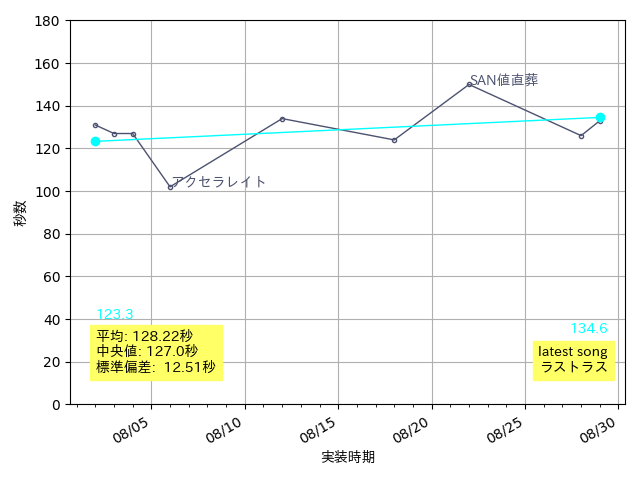 180
160
140
120
100
80
60
40
20
0
秒数
SAN値直葬
アクセラレイト
123.3
平均: 128.22秒
中央値: 127.0秒
標準偏差: 12.51秒
134.6
latest song
ラストラス
08/05
08/10
08/15
08/20
08/25
08/30
実装時期